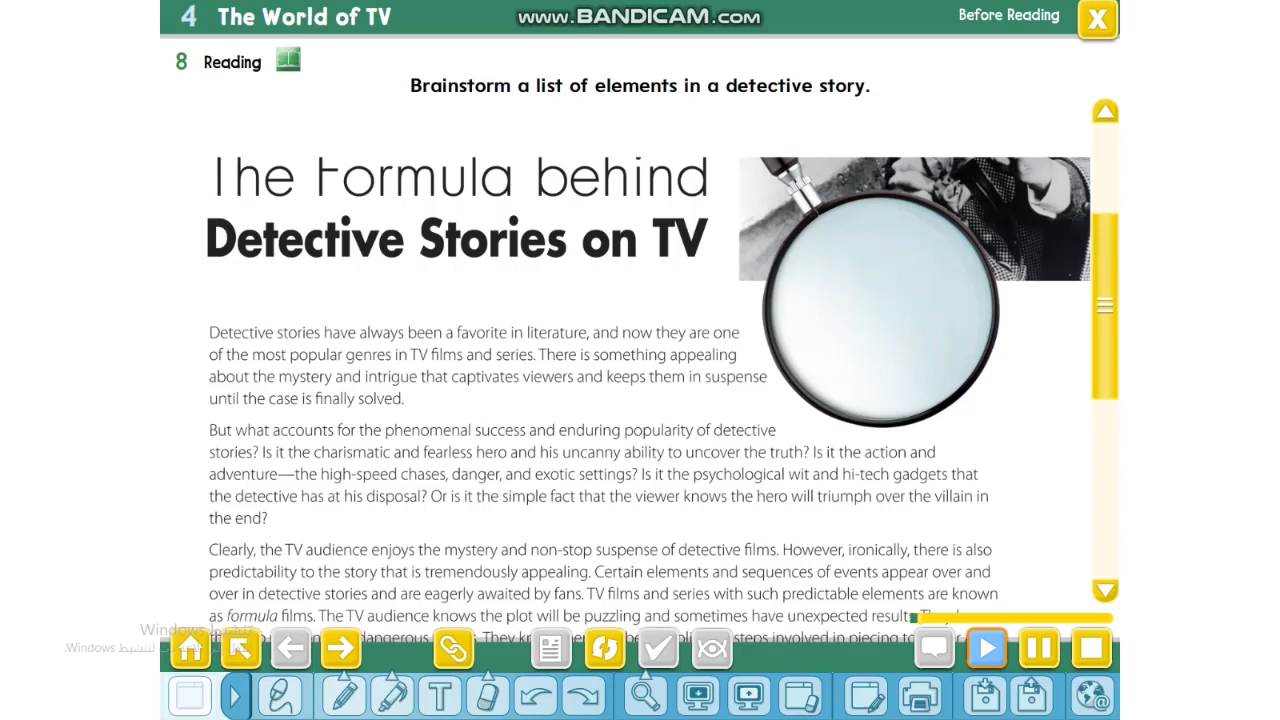 4 The World of TV
www.BANDICAM.com
Before Reading
X
8 Reading
Brainstorm a list of elements in a detective story.
The Formula behind
Detective Stories on TV
Detective stories have always been a favorite in literature, and now they are one
of the most popular genres in TV films and series. There is something appealing
about the mystery and intrigue that captivates viewers and keeps them in suspense
until the case is finally solved.
But what accounts for the phenomenal success and enduring popularity of detective
stories? Is it the charismatic and fearless hero and his uncanny ability to uncover the truth? Is it the action and
adventure—the high-speed chases, danger, and exotic settings? Is it the psychological wit and hi-tech gadgets that
the detective has at his disposal? Or is it the simple fact that the viewer knows the hero will triumph over the villain in
the end?
Clearly, the TV audience enjoys the mystery and non-stop suspense of detective films. However, ironically, there is also
predictability to the story that is tremendously appealing. Certain elements and sequences of events appear over and
over in detective stories and are eagerly awaited by fans. TV films and series with such predictable elements are known
as formula films. The TV audience knows the plot will be puzzling and sometimes have unexpected results.
dangerous
steps involved in piecing
تنشيط Windows
لتنشيط Windows.
T